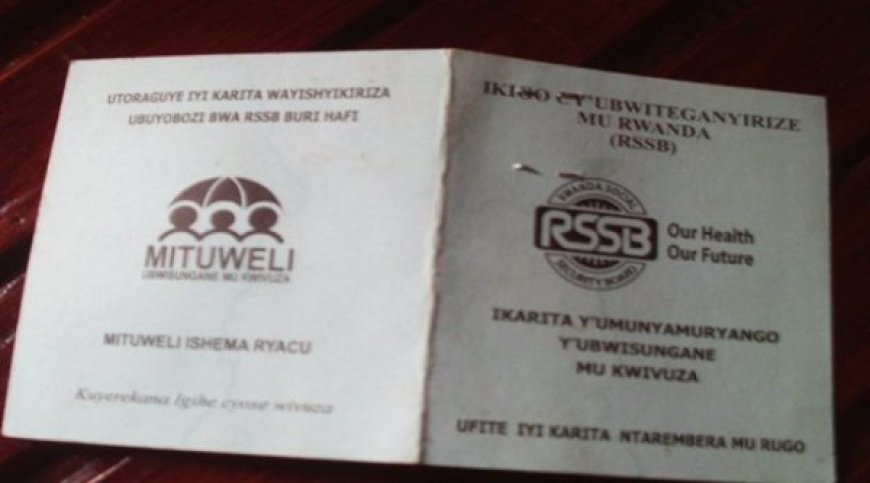 UTORAGUYE IYI KARITA WAYISHYIKIRIZA
UBUYOBOZI BWA RSSB BURI HAFI
MITUWELI
UBWISUNGANE MU KWIVUZA
MITUWELI ISHEMA RYACU
Kuyerekana Igihe cyose wivuza
Y'UBWITEGANYIRIZE
MU RWANDA
(RSSB)
RWANDA SOCIAL
RSSB
SECURITY BOARD
Our Health
Our Future
IKARITA Y'UMUNYAMURYANGO
Y'UBWISUNGANE
MU KWIVUZA
UFITE IYI KARITA NTAREMBERA MU RUGO